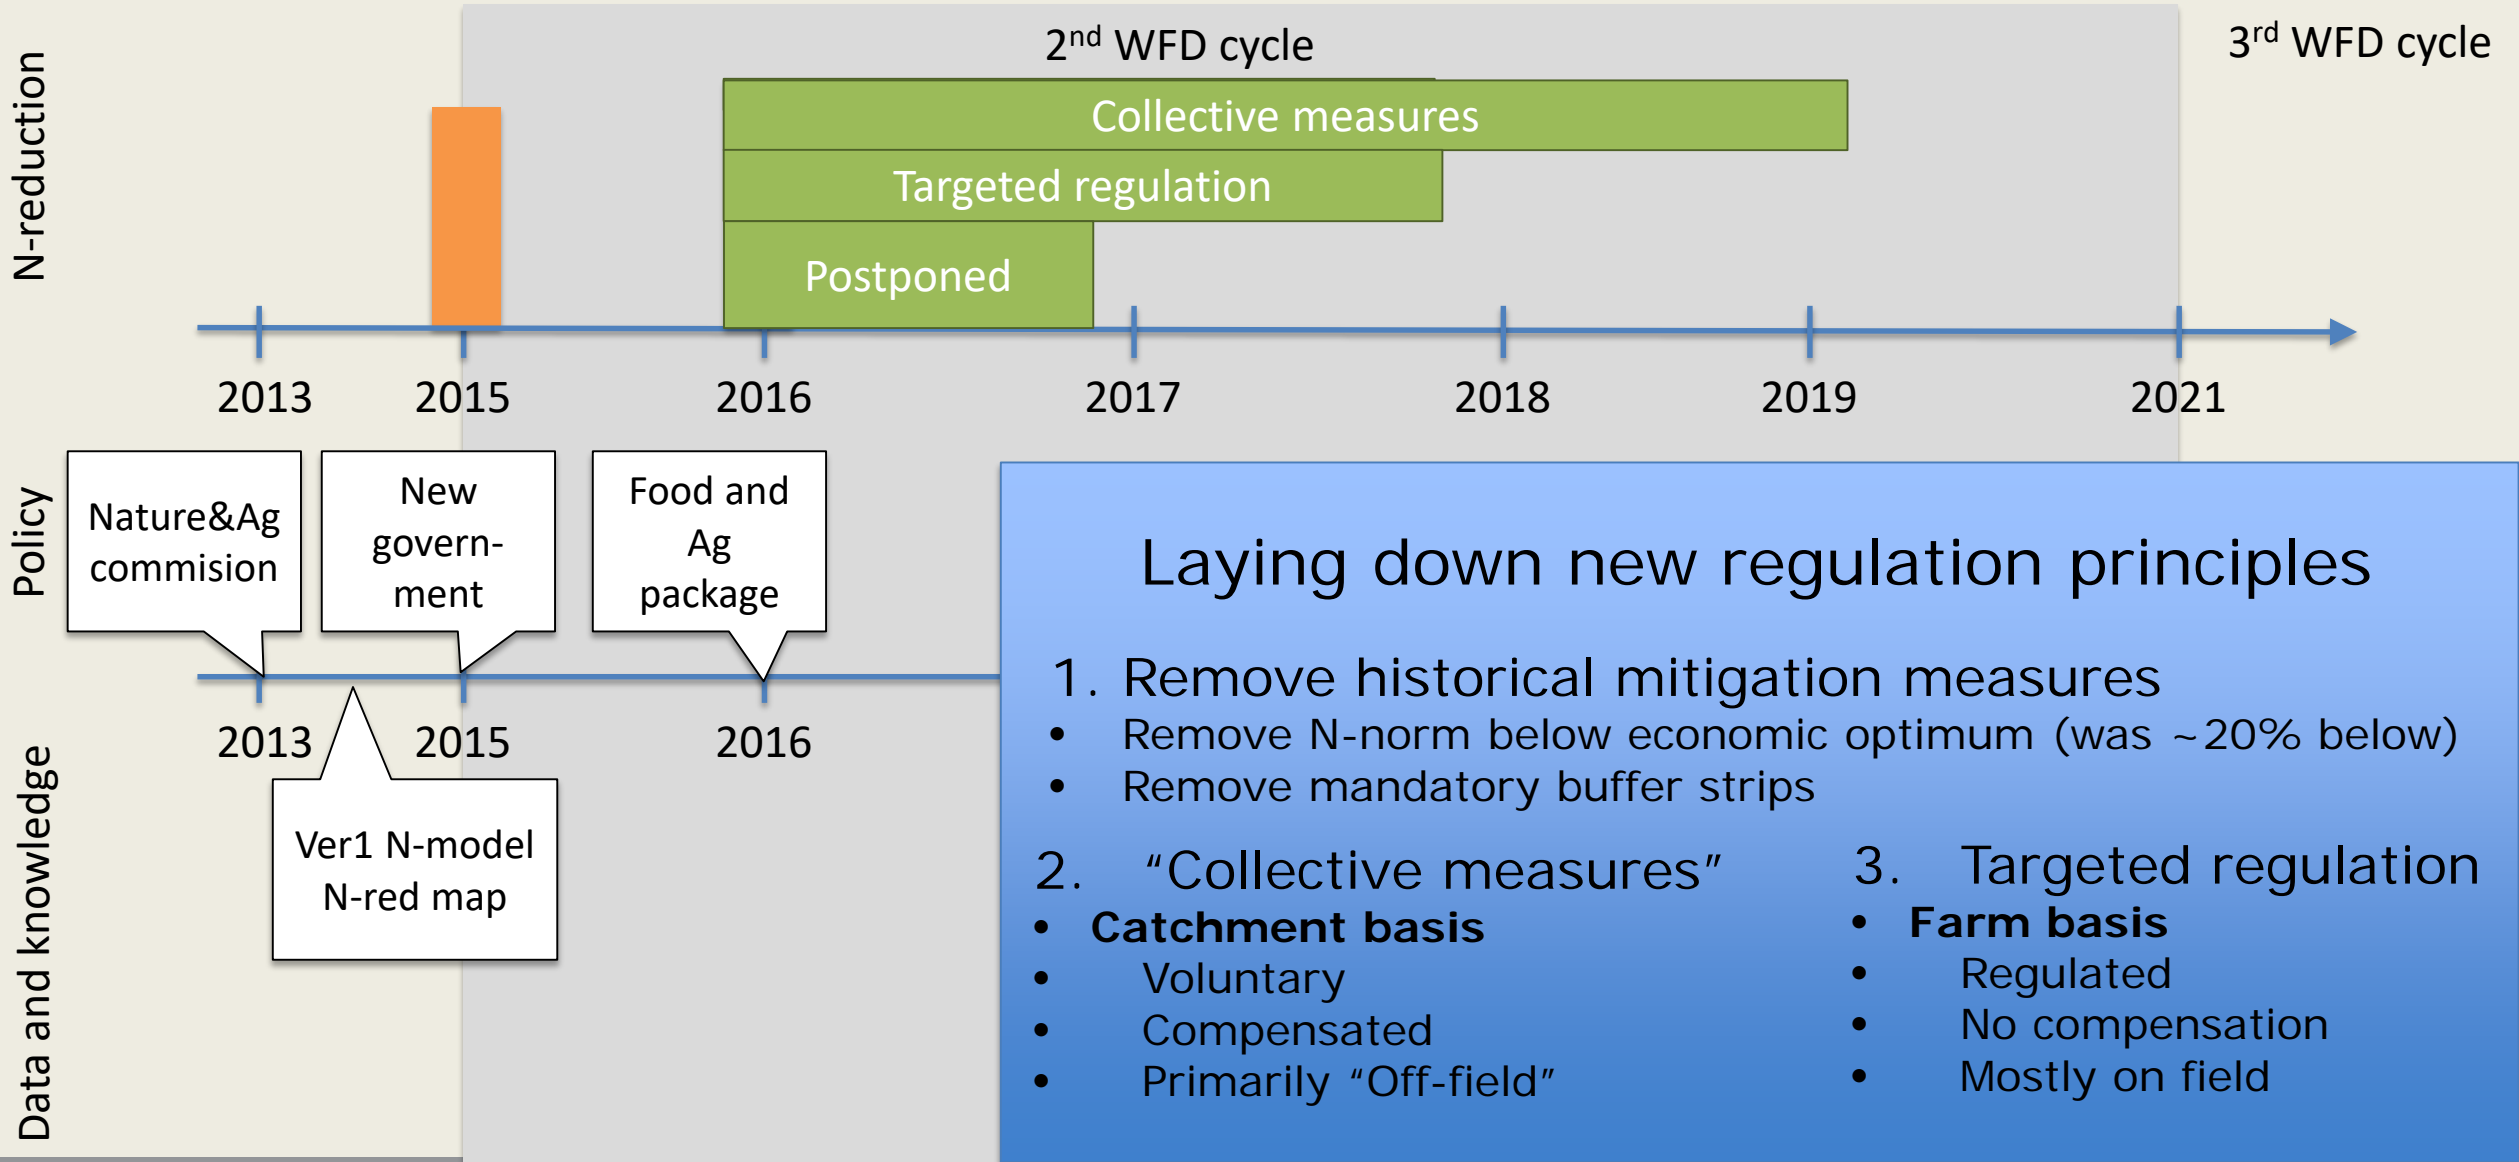 N-reduction
2nd WFD cycle
3rd WFD cycle
Collective measures
Targeted regulation
Postponed
2013
2015
2016
2017
2018
2019
2021
Policy
Nature&Ag
commision
New
govern-
ment
Food and
Ag
package
2013
2015
2016
Data and knowledge
Ver1 N-model
N-red map
Laying down new regulation principles
1. Remove historical mitigation measures
• Remove N-norm below economic optimum (was ~20% below)
• Remove mandatory buffer strips
2. “Collective measures”
• Catchment basis
• Voluntary
• Compensated
• Primarily “Off-field”
3. Targeted regulation
• Farm basis
• Regulated
• No compensation
• Mostly on field